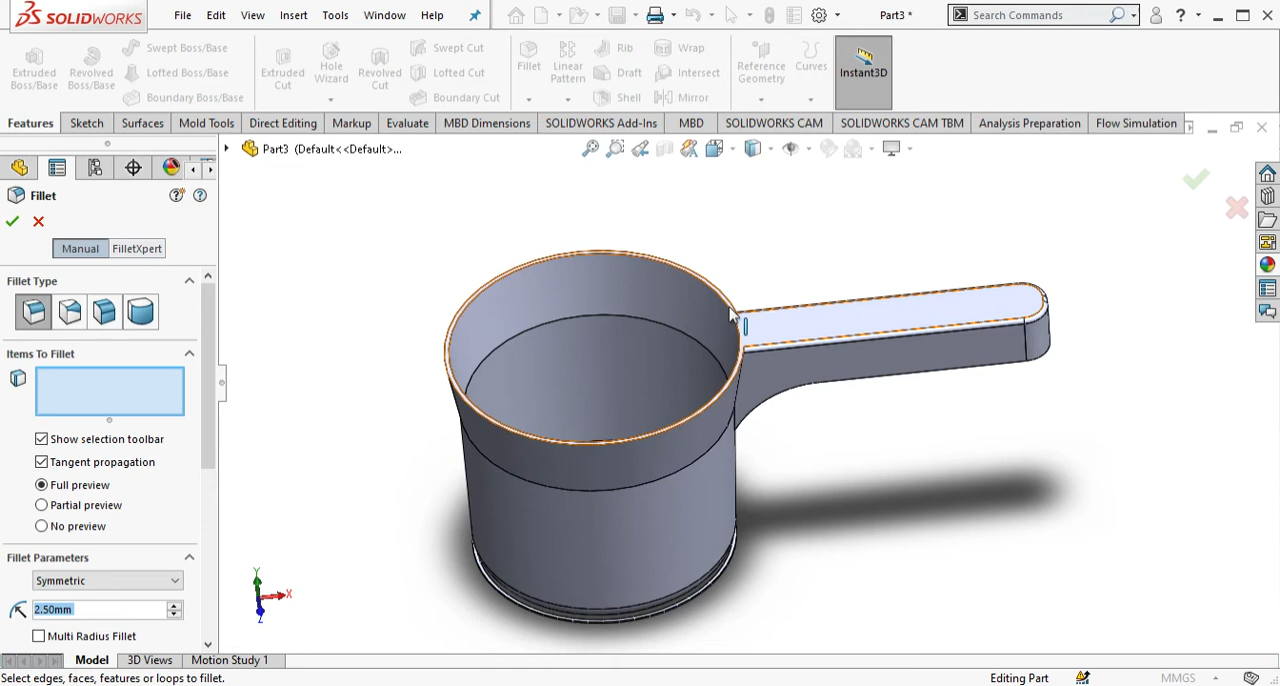 SOLIDWORKS File Edit View Insert Tools Window Help Part3 * Search Commands ?
Extruded Boss/Base
Revolved Boss/Base
Swept Boss/Base
Lofted Boss/Base
Boundary Boss/Base
Extruded Cut
Hole Wizard
Revolved Cut
Swept Cut
Lofted Cut
Boundary Cut
Fillet
Linear Pattern
Rib
Draft
Shell
Wrap
Intersect
Mirror
Reference Geometry
Curves
Instant3D
Features Sketch Surfaces Mold Tools Direct Editing Markup Evaluate MBD Dimensions SOLIDWORKS Add-Ins MBD SOLIDWORKS CAM SOLIDWORKS CAM TBM Analysis Preparation Flow Simulation
Part3 (Default<<Default>...
Fillet
Manual FilletXpert
Fillet Type
Items To Fillet
Show selection toolbar
Tangent propagation
Full preview
Partial preview
No preview
Fillet Parameters
Symmetric
2.50mm
Multi Radius Fillet
Y
X
Z
Model 3D Views Motion Study 1
Select edges, faces, features or loops to fillet. Editing Part MMGS